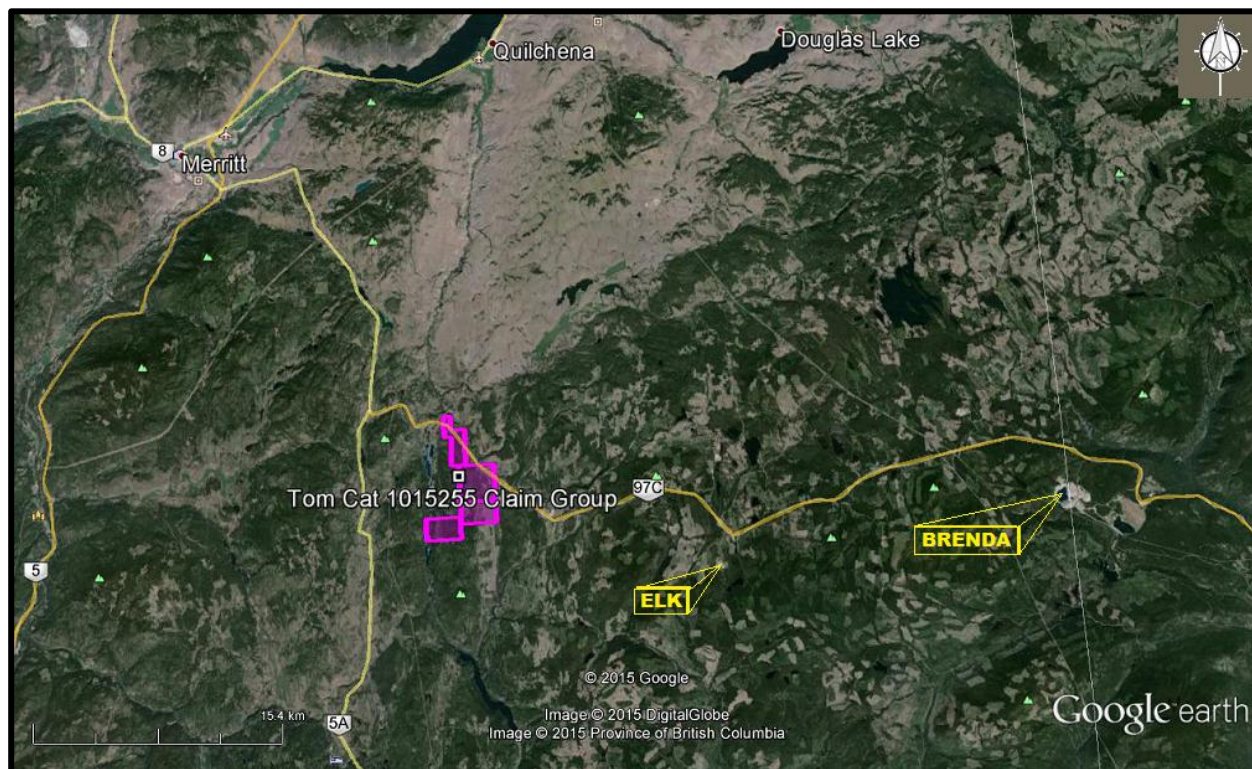 Quilchena
Douglas Lake
8
Merritt
Tom Cat 1015255 Claim Group
97C
BRENDA
ELK
5
© 2015 Google
15.4 km
Image © 2015 DigitalGlobe
5A
Image © 2015 Province of British Columbia
Google earth